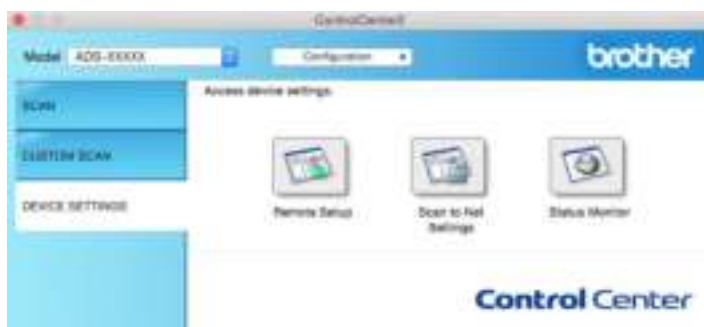 ControlCenter2
Model ADS-XXXXX Configuration
brother
SCAN
Access device settings.
CUSTOM SCAN
DEVICE SETTINGS
Remote Setup
Scan to Net
Settings
Status Monitor
Control Center